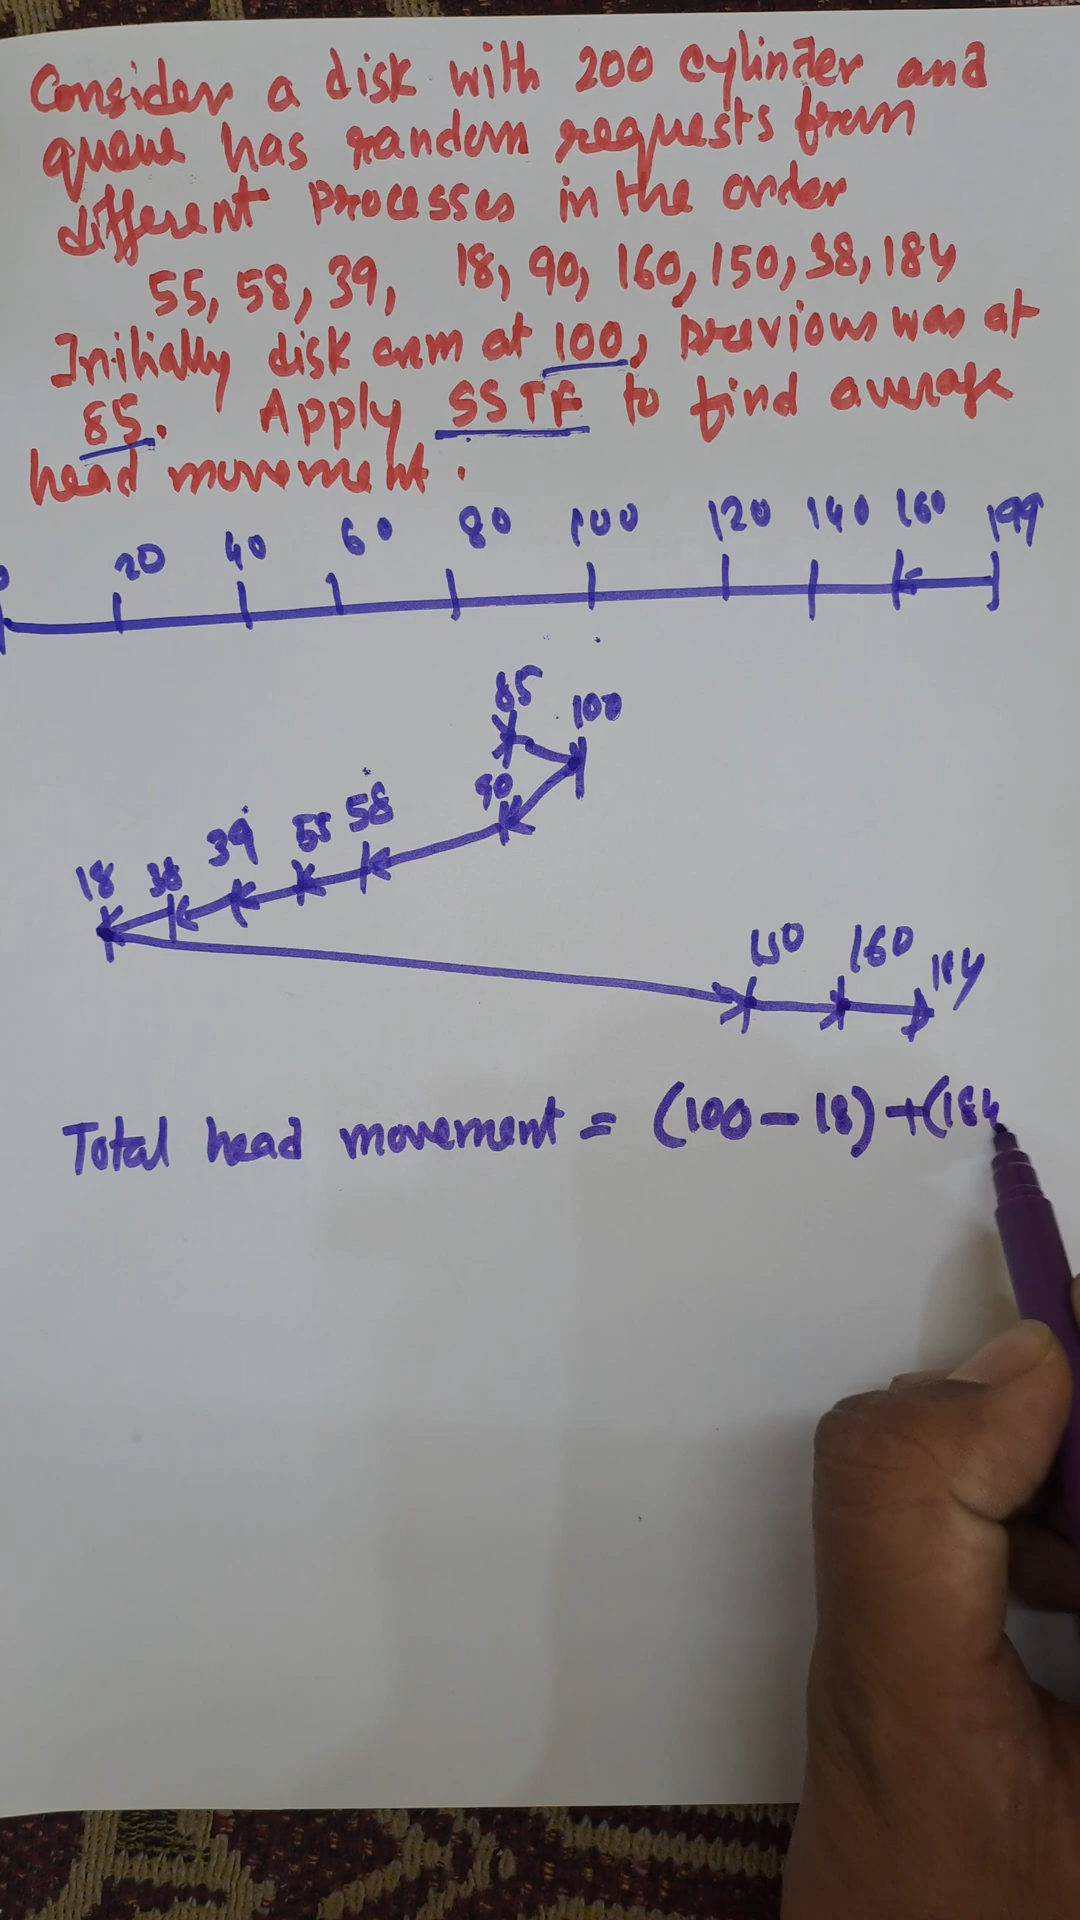 Consider a disk with 200 cylinder and
queue has random requests from
different processes in the order
55, 58, 39, 18, 90, 160, 150, 38, 184
Initially disk arm at 100, previous was at
85. Apply SSTF to find average
head movement.
0 20 40 60 80 100 120 140 160 199
85 100
90
18 38 39 55 58
150 160 184
Total head movement = (100-18)+(184